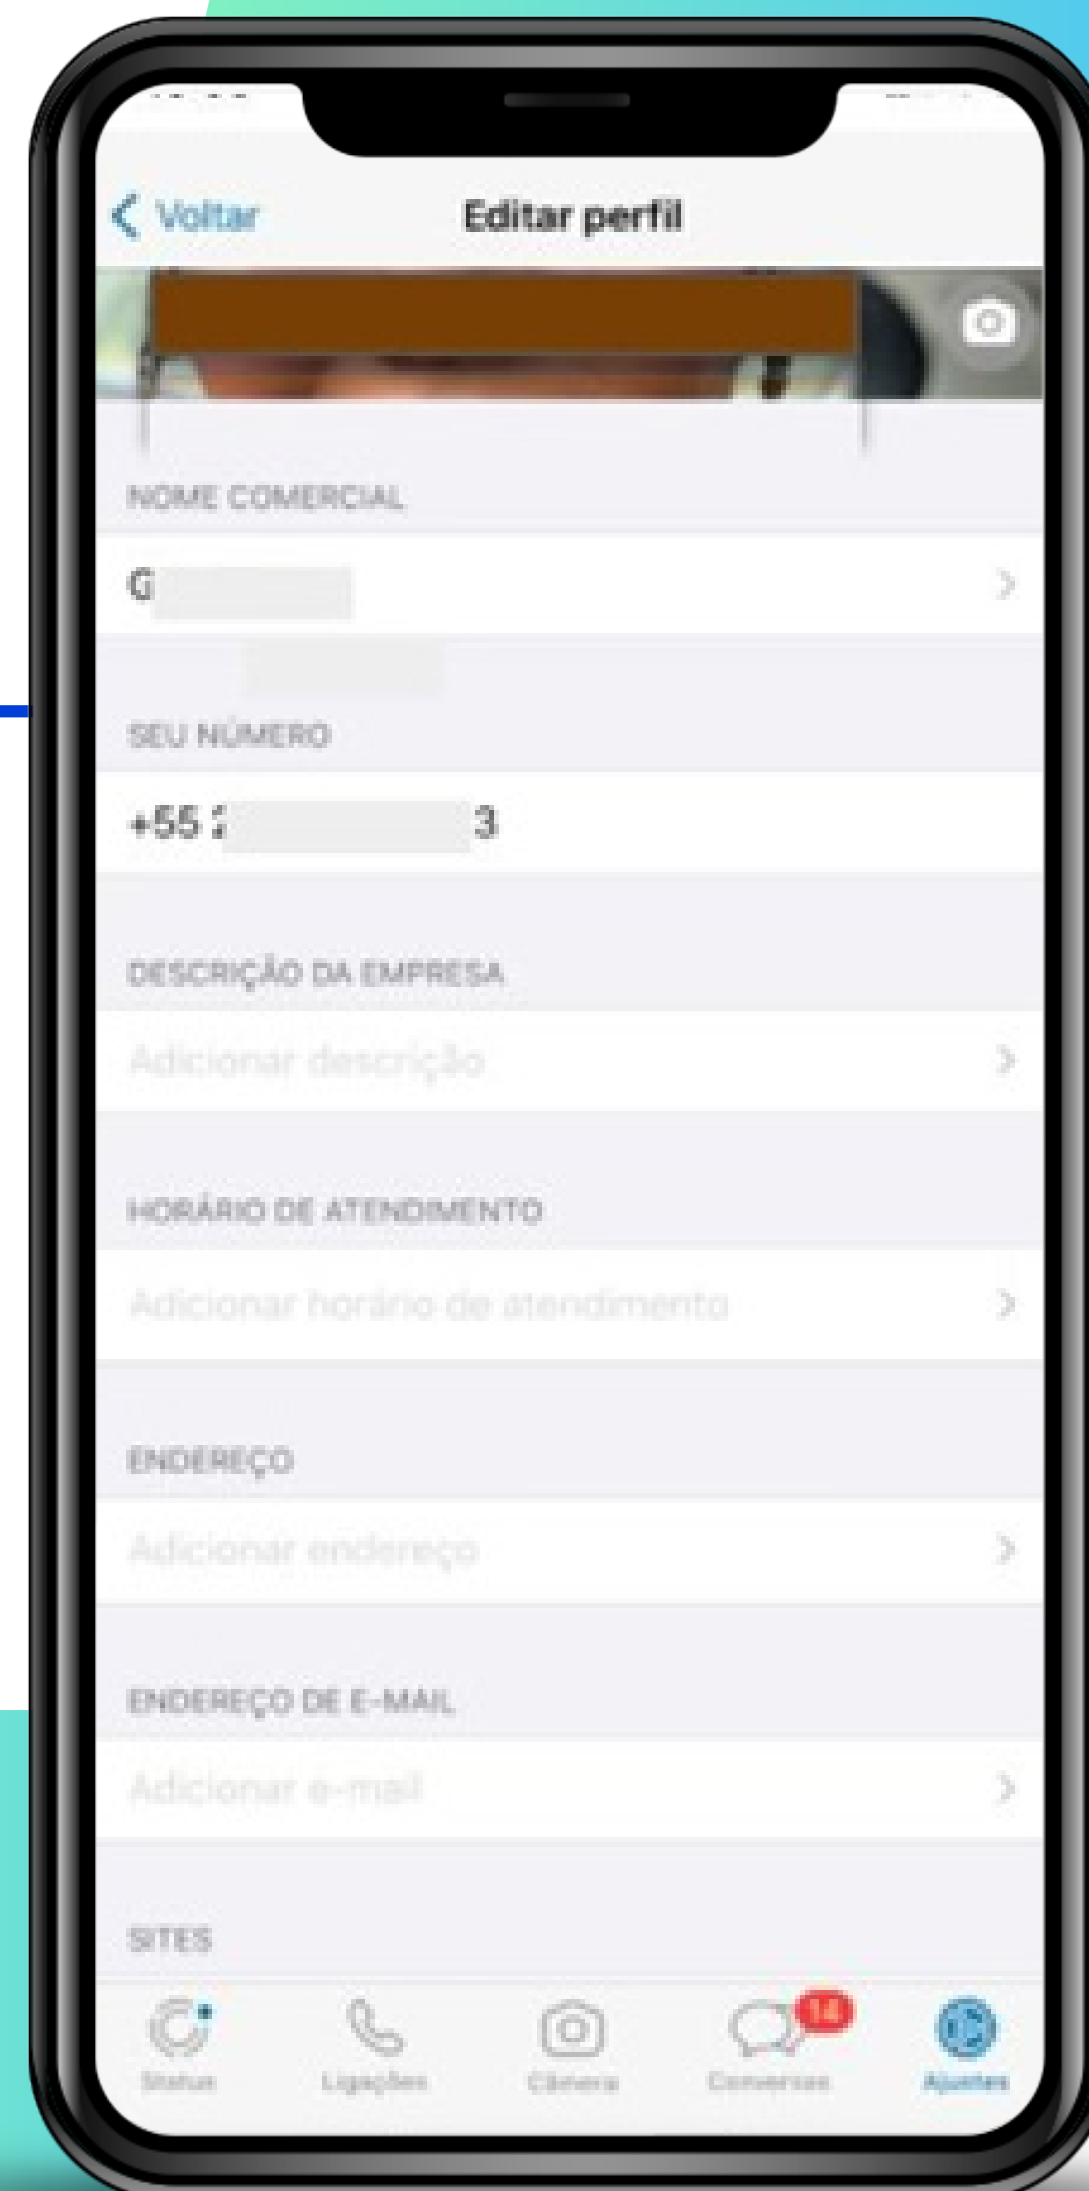 Voltar
Editar perfil
NOME COMERCIAL
G
SEU NÚMERO
+55 3
DESCRIÇÃO DA EMPRESA
Adicionar descrição
HORÁRIO DE ATENDIMENTO
Adicionar horário de atendimento
ENDEREÇO
Adicionar endereço
ENDEREÇO DE E-MAIL
Adicionar e-mail
SITES
14
Status Ligações Câmera Conversas Ajustes